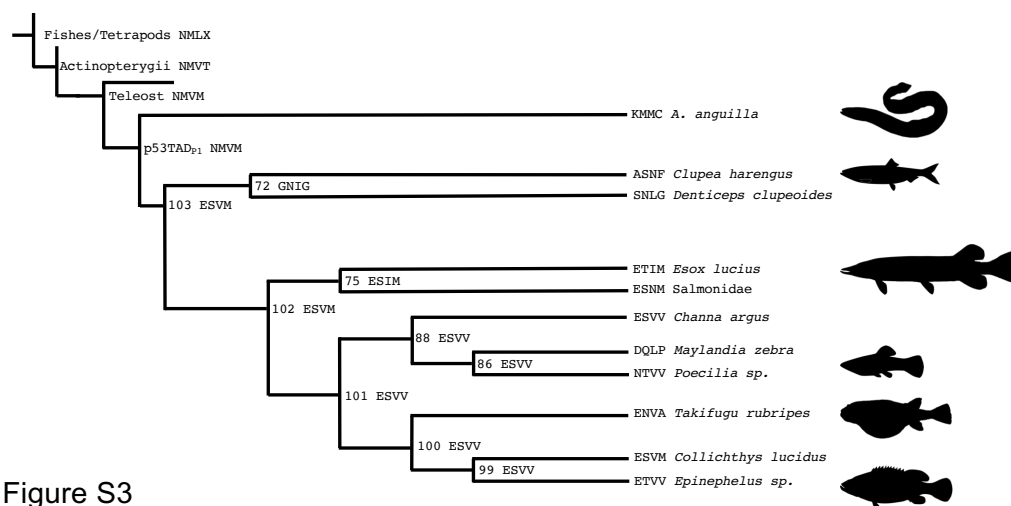 Fishes/Tetrapods NMLX
Actinopterygii NMVT
Teleost NMVM
KMMC A. anguilla
p53TADP1 NMVM
ASNF Clupea harengus
72 GNIG
SNLG Denticeps clupeoides
103 ESVM
ETIM Esox lucius
75 ESIM
ESNM Salmonidae
102 ESVM
ESVV Channa argus
88 ESVV
DQLP Maylandia zebra
86 ESVV
NTVV Poecilia sp.
101 ESVV
ENVA Takifugu rubripes
100 ESVV
ESVM Collichthys lucidus
99 ESVV
ETVV Epinephelus sp.
Figure S3